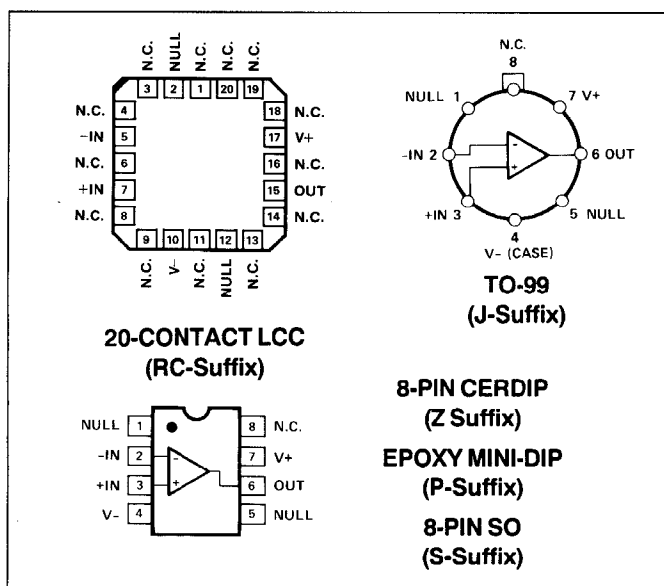 N.C.
NULL
N.C.
N.C.
N.C.
3 2 1 20 19
N.C. 4
-IN 5
N.C. 6
+IN 7
N.C. 8
18 N.C.
17 V+
16 N.C.
15 OUT
14 N.C.
9 10 11 12 13
N.C.
V-
N.C.
NULL
N.C.
20-CONTACT LCC
(RC-Suffix)
N.C.
8
NULL 1
7 V+
-IN 2
-
6 OUT
+
+IN 3
5 NULL
4
V- (CASE)
TO-99
(J-Suffix)
NULL 1
8 N.C.
-IN 2
-
7 V+
+IN 3
+
6 OUT
V- 4
5 NULL
8-PIN CERDIP
(Z Suffix)
EPOXY MINI-DIP
(P-Suffix)
8-PIN SO
(S-Suffix)